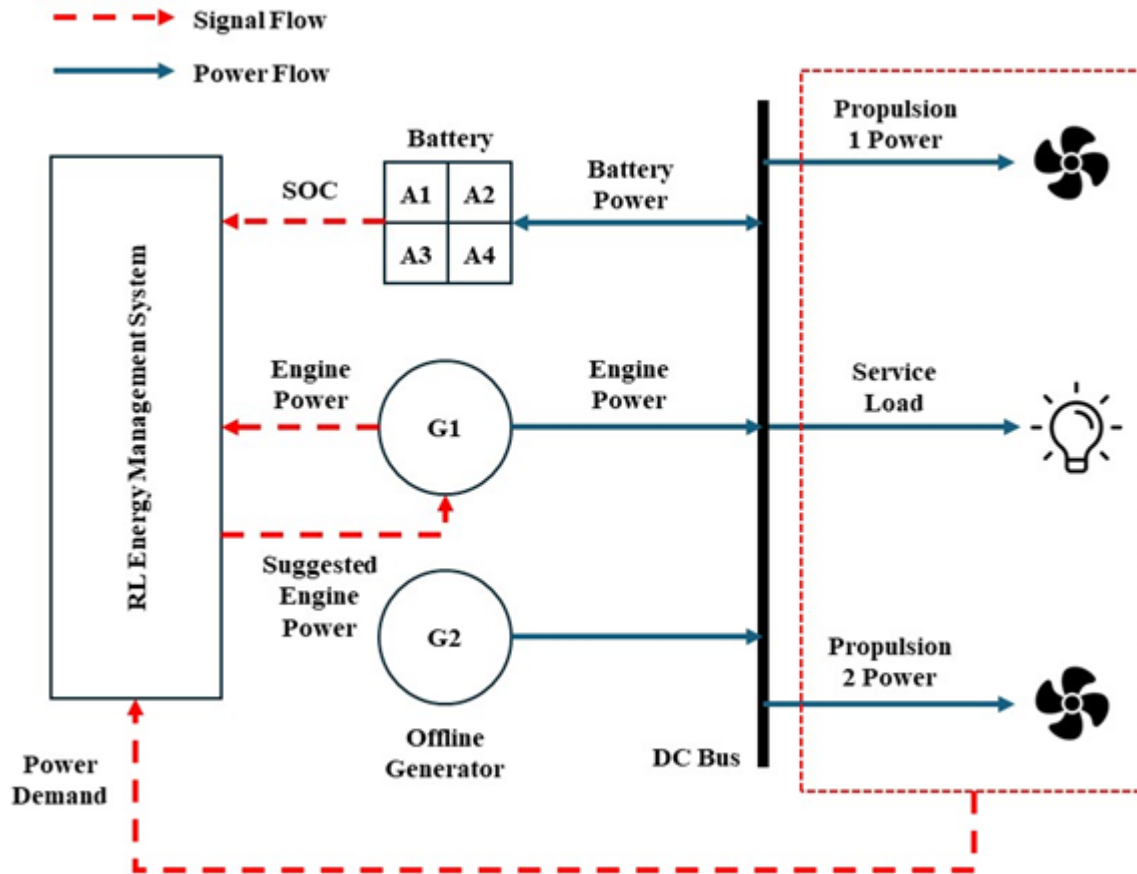 Signal Flow
Power Flow
Battery
A1 A2
A3 A4
SOC
Battery
Power
Propulsion
1 Power
RL Energy Management System
Engine
Power
G1
Engine
Power
Service
Load
Suggested
Engine
Power
G2
Offline
Generator
Propulsion
2 Power
DC Bus
Power
Demand